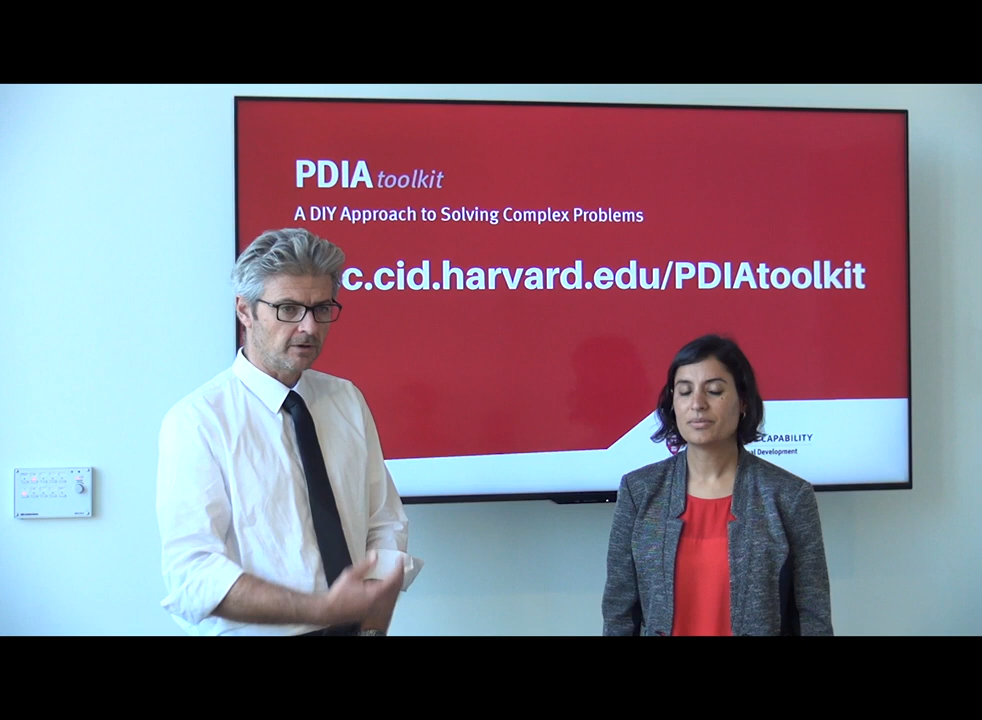 PDIA toolkit
A DIY Approach to Solving Complex Problems
c.cid.harvard.edu/PDIAtoolkit
CAPABILITY
al Development